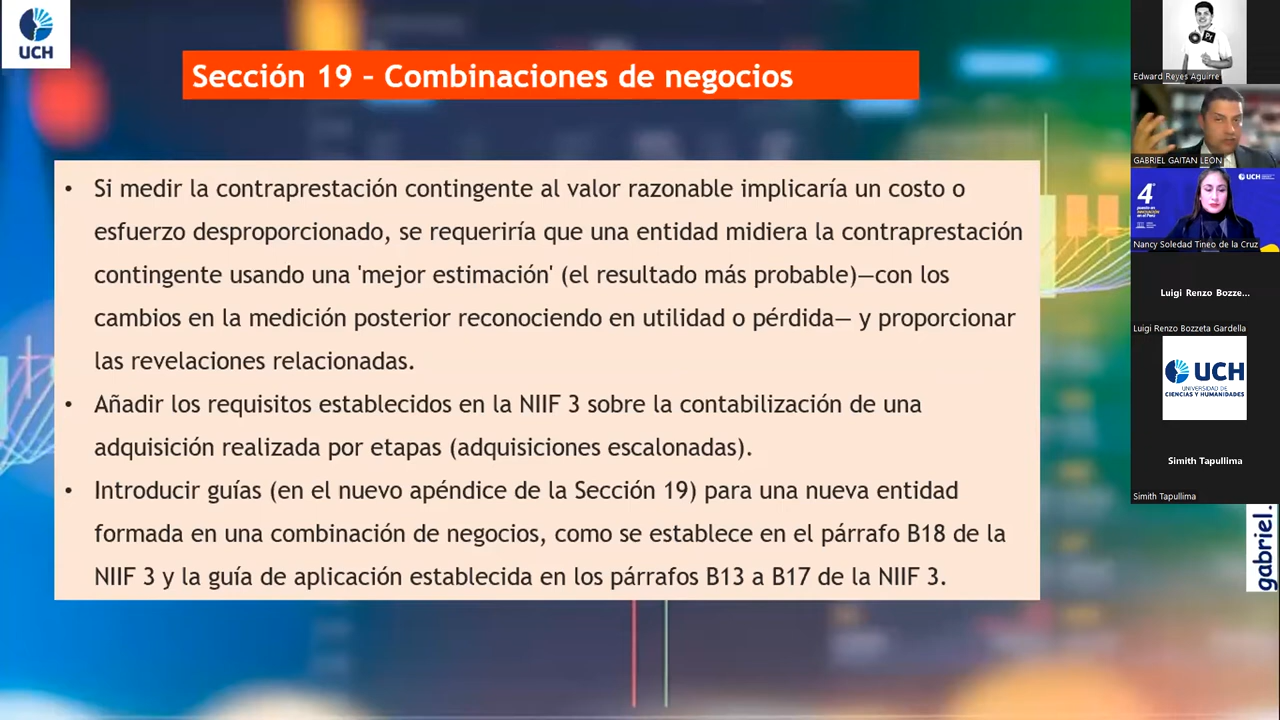 UCH
Sección 19 – Combinaciones de negocios
• Si medir la contraprestación contingente al valor razonable implicaría un costo o
esfuerzo desproporcionado, se requeriría que una entidad midiera la contraprestación
contingente usando una 'mejor estimación' (el resultado más probable)—con los
cambios en la medición posterior reconociendo en utilidad o pérdida— y proporcionar
las revelaciones relacionadas.
• Añadir los requisitos establecidos en la NIIF 3 sobre la contabilización de una
adquisición realizada por etapas (adquisiciones escalonadas).
• Introducir guías (en el nuevo apéndice de la Sección 19) para una nueva entidad
formada en una combinación de negocios, como se establece en el párrafo B18 de la
NIIF 3 y la guía de aplicación establecida en los párrafos B13 a B17 de la NIIF 3.
Pr
Edward Reyes Aguirre
GABRIEL GAITAN LEON
UCH
4°
Nancy Soledad Tineo de la Cruz
Luigi Renzo Bozze...
Luigi Renzo Bozzeta Gardella
UCH
UNIVERSIDAD DE
CIENCIAS Y HUMANIDADES
Simith Tapullima
Simith Tapullima
gabriel.